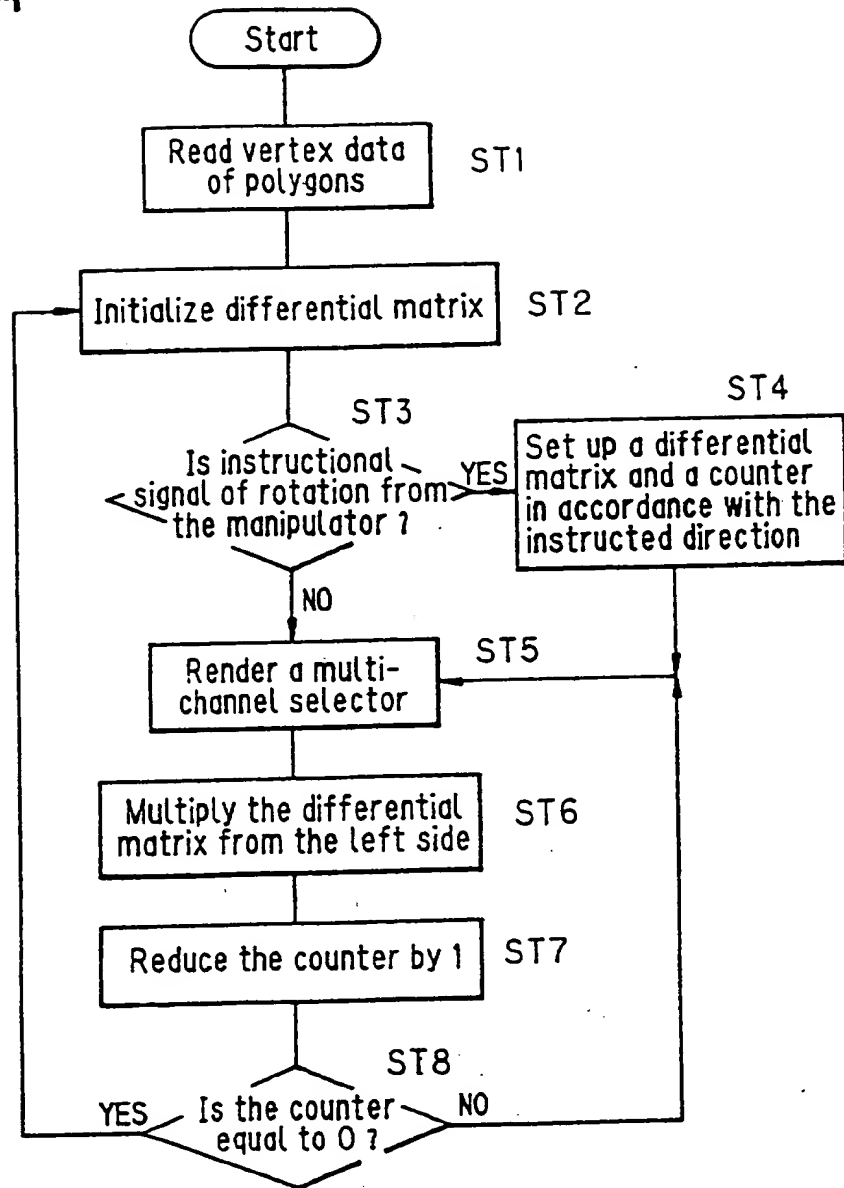 Start
Read vertex data
of polygons
ST1
Initialize differential matrix
ST2
ST3
Is instructional
signal of rotation from
the manipulator ?
YES
ST4
Set up a differential
matrix and a counter
in accordance with the
instructed direction
NO
Render a multi-
channel selector
ST5
Multiply the differential
matrix from the left side
ST6
Reduce the counter by 1
ST7
ST8
Is the counter
equal to 0 ?
YES
NO